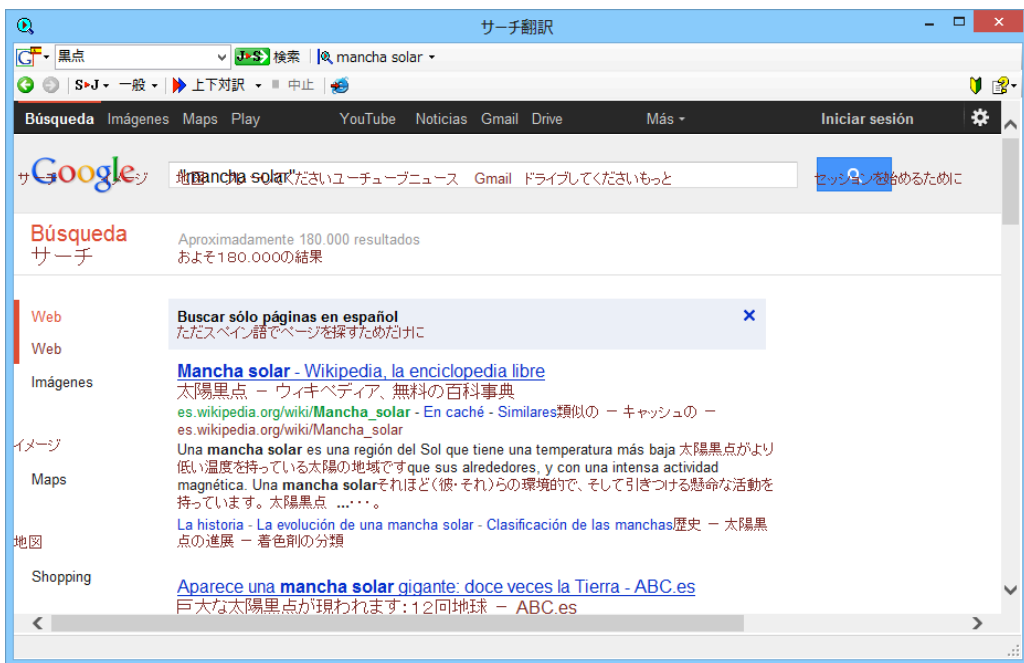 サーチ翻訳
黒点 J▸S 検索 mancha solar
S▸J 一般 上下対訳 中止
Búsqueda Imágenes Maps Play YouTube Noticias Gmail Drive Más Iniciar sesión
Google "mancha solar"
サーチ イメージ 地図 くださいユーチューブニュース Gmail ドライブしてくださいもっと セッションを始めるために
Búsqueda Aproximadamente 180.000 resultados
サーチ およそ180.000の結果
Web
Web
Imágenes
イメージ
Maps
地図
Shopping
Buscar sólo páginas en español
ただスペイン語でページを探すためだけに
Mancha solar - Wikipedia, la enciclopedia libre
太陽黒点 － ウィキペディア、無料の百科事典
es.wikipedia.org/wiki/Mancha_solar - En caché - Similares類似の － キャッシュの －
es.wikipedia.org/wiki/Mancha_solar
Una mancha solar es una región del Sol que tiene una temperatura más baja 太陽黒点がより
低い温度を持っている太陽の地域ですque sus alrededores, y con una intensa actividad
magnética. Una mancha solarそれほど(彼・それ)らの環境的で、そして引きつける懸命な活動を
持っています。太陽黒点 ...・・・。
La historia - La evolución de una mancha solar - Clasificación de las manchas歴史 － 太陽黒
点の進展 － 着色剤の分類
Aparece una mancha solar gigante: doce veces la Tierra - ABC.es
巨大な太陽黒点が現われます：12回地球 － ABC.es